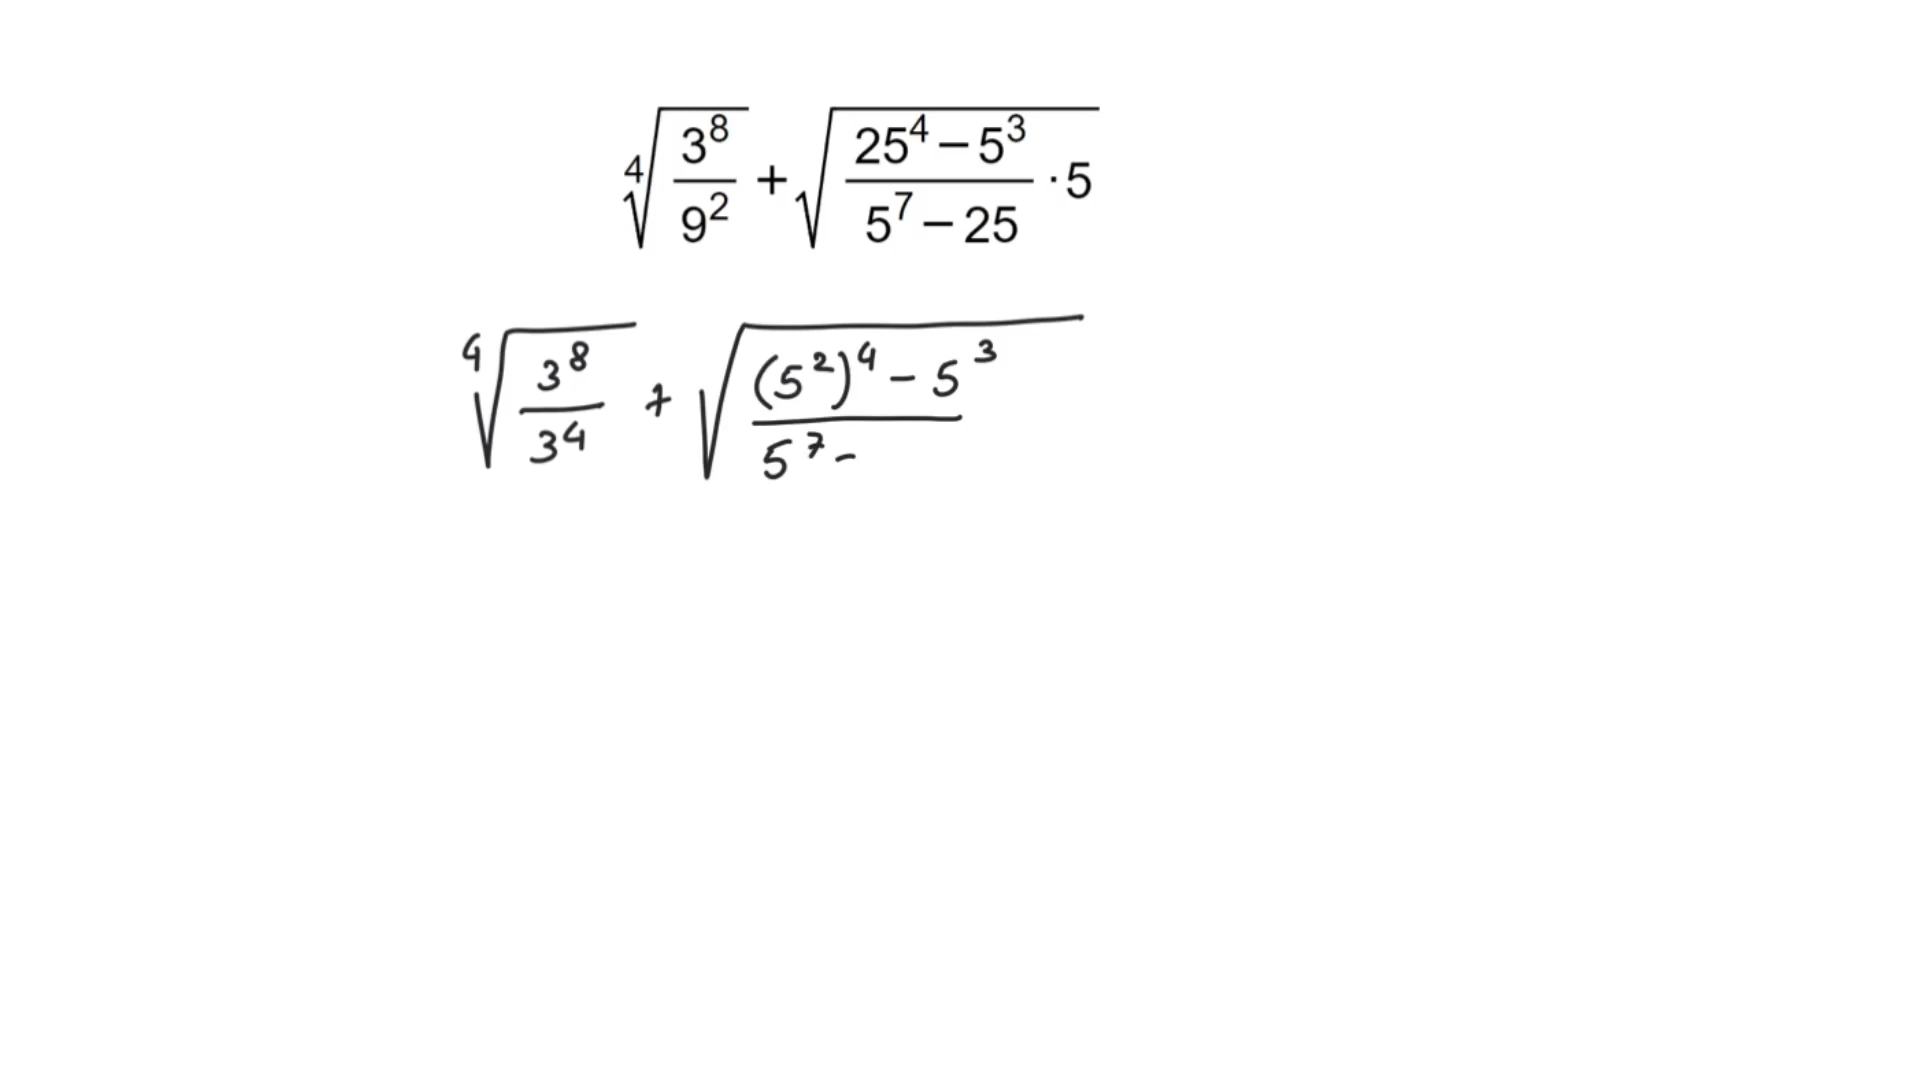 ⁴√(3⁸/9²) + √((25⁴ − 5³)/(5⁷ − 25) · 5)
⁴√(3⁸/3⁴) + √(((5²)⁴ − 5³)/(5⁷ −